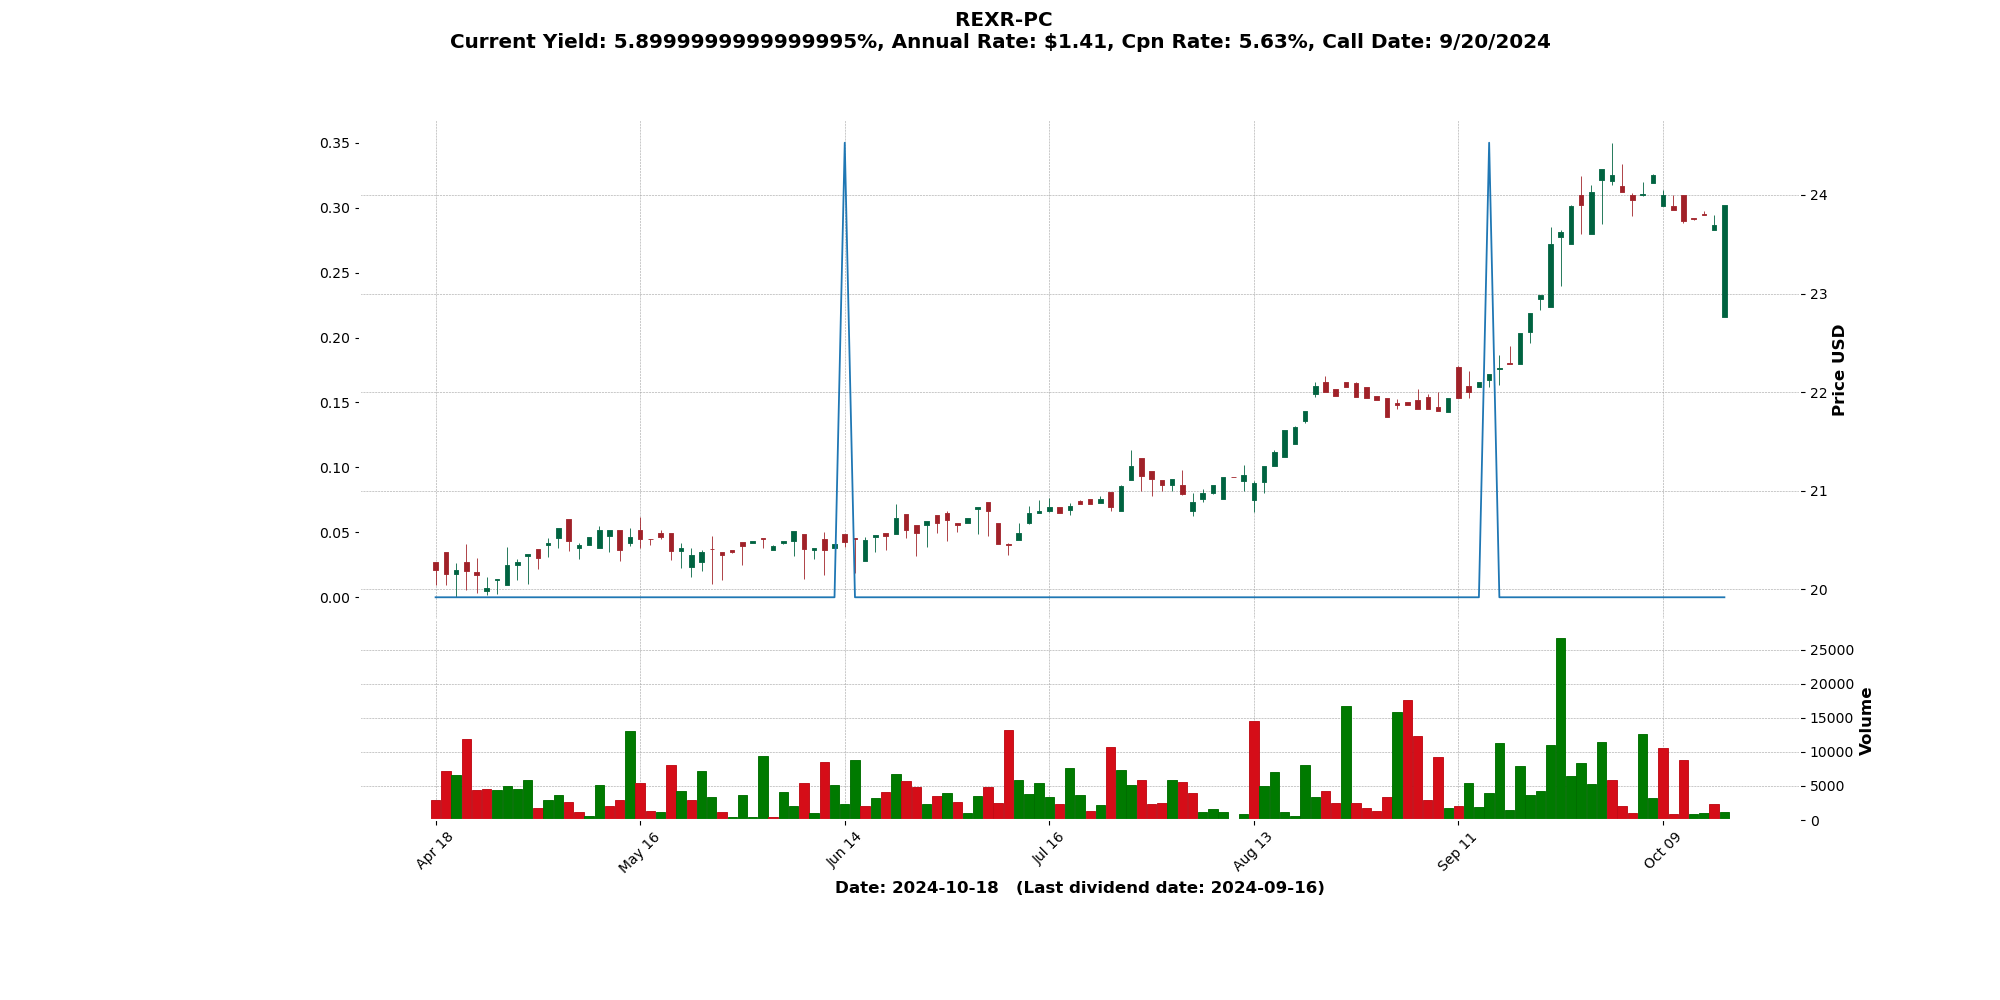 REXR-PC
Current Yield: 5.8999999999999995%, Annual Rate: $1.41, Cpn Rate: 5.63%, Call Date: 9/20/2024
0.35
0.30
0.25
0.20
0.15
0.10
0.05
0.00
24
23
22
21
20
Price USD
25000
20000
15000
10000
5000
0
Volume
Apr 18
May 16
Jun 14
Jul 16
Aug 13
Sep 11
Oct 09
Date: 2024-10-18 (Last dividend date: 2024-09-16)